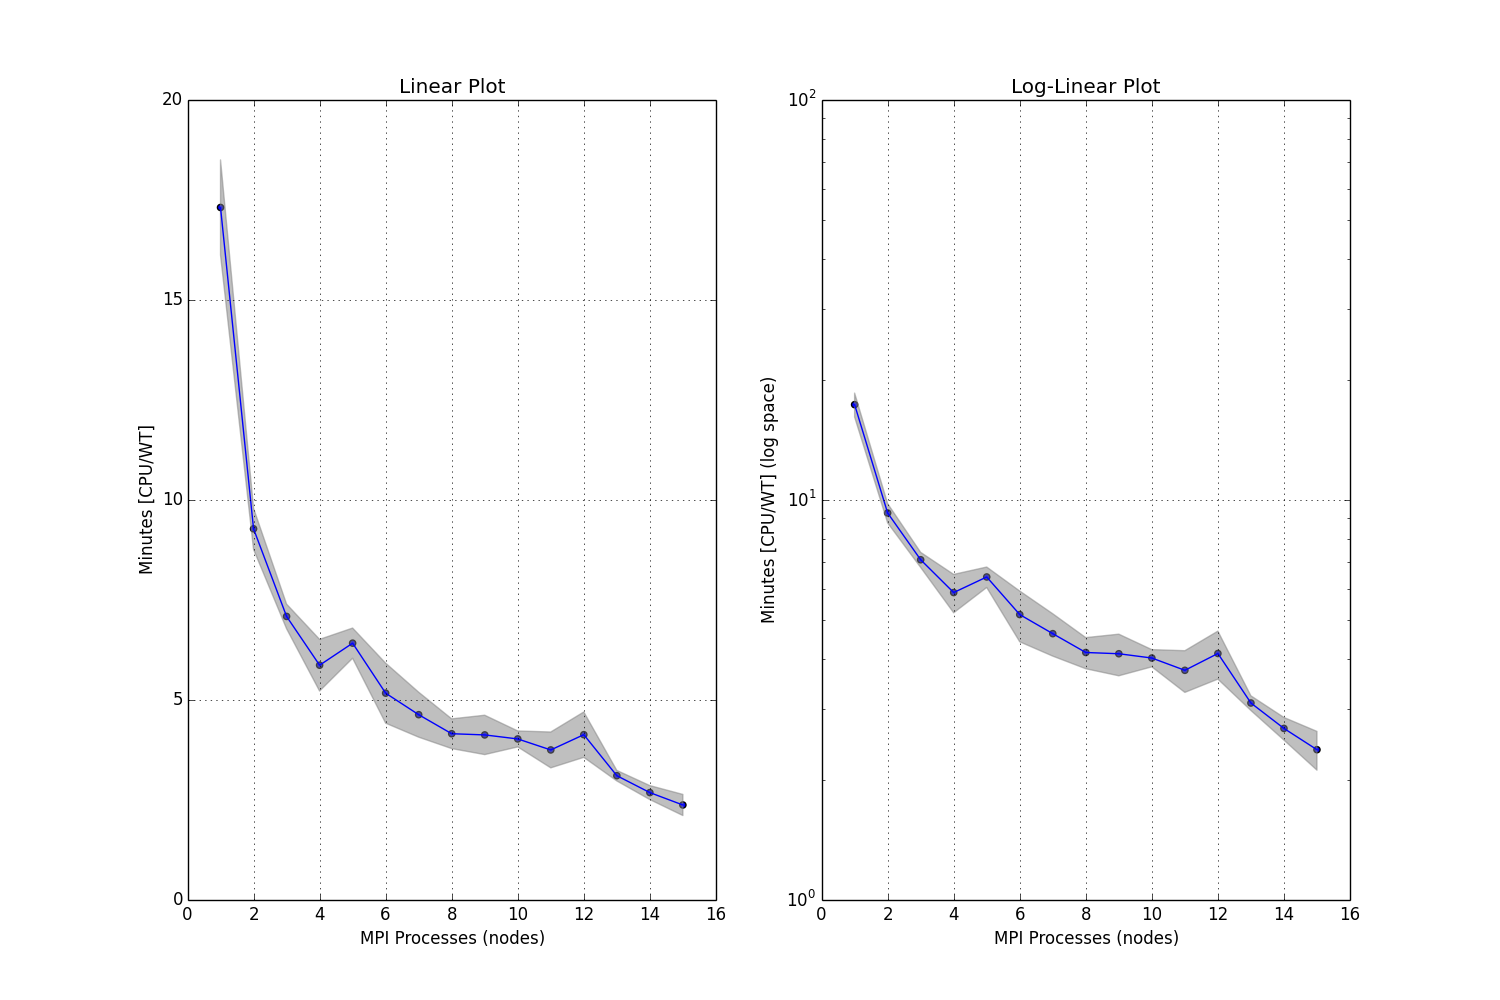 Linear Plot
20
15
10
5
0
0 2 4 6 8 10 12 14 16
Minutes [CPU/WT]
MPI Processes (nodes)
Log-Linear Plot
10²
10¹
10⁰
0 2 4 6 8 10 12 14 16
Minutes [CPU/WT] (log space)
MPI Processes (nodes)